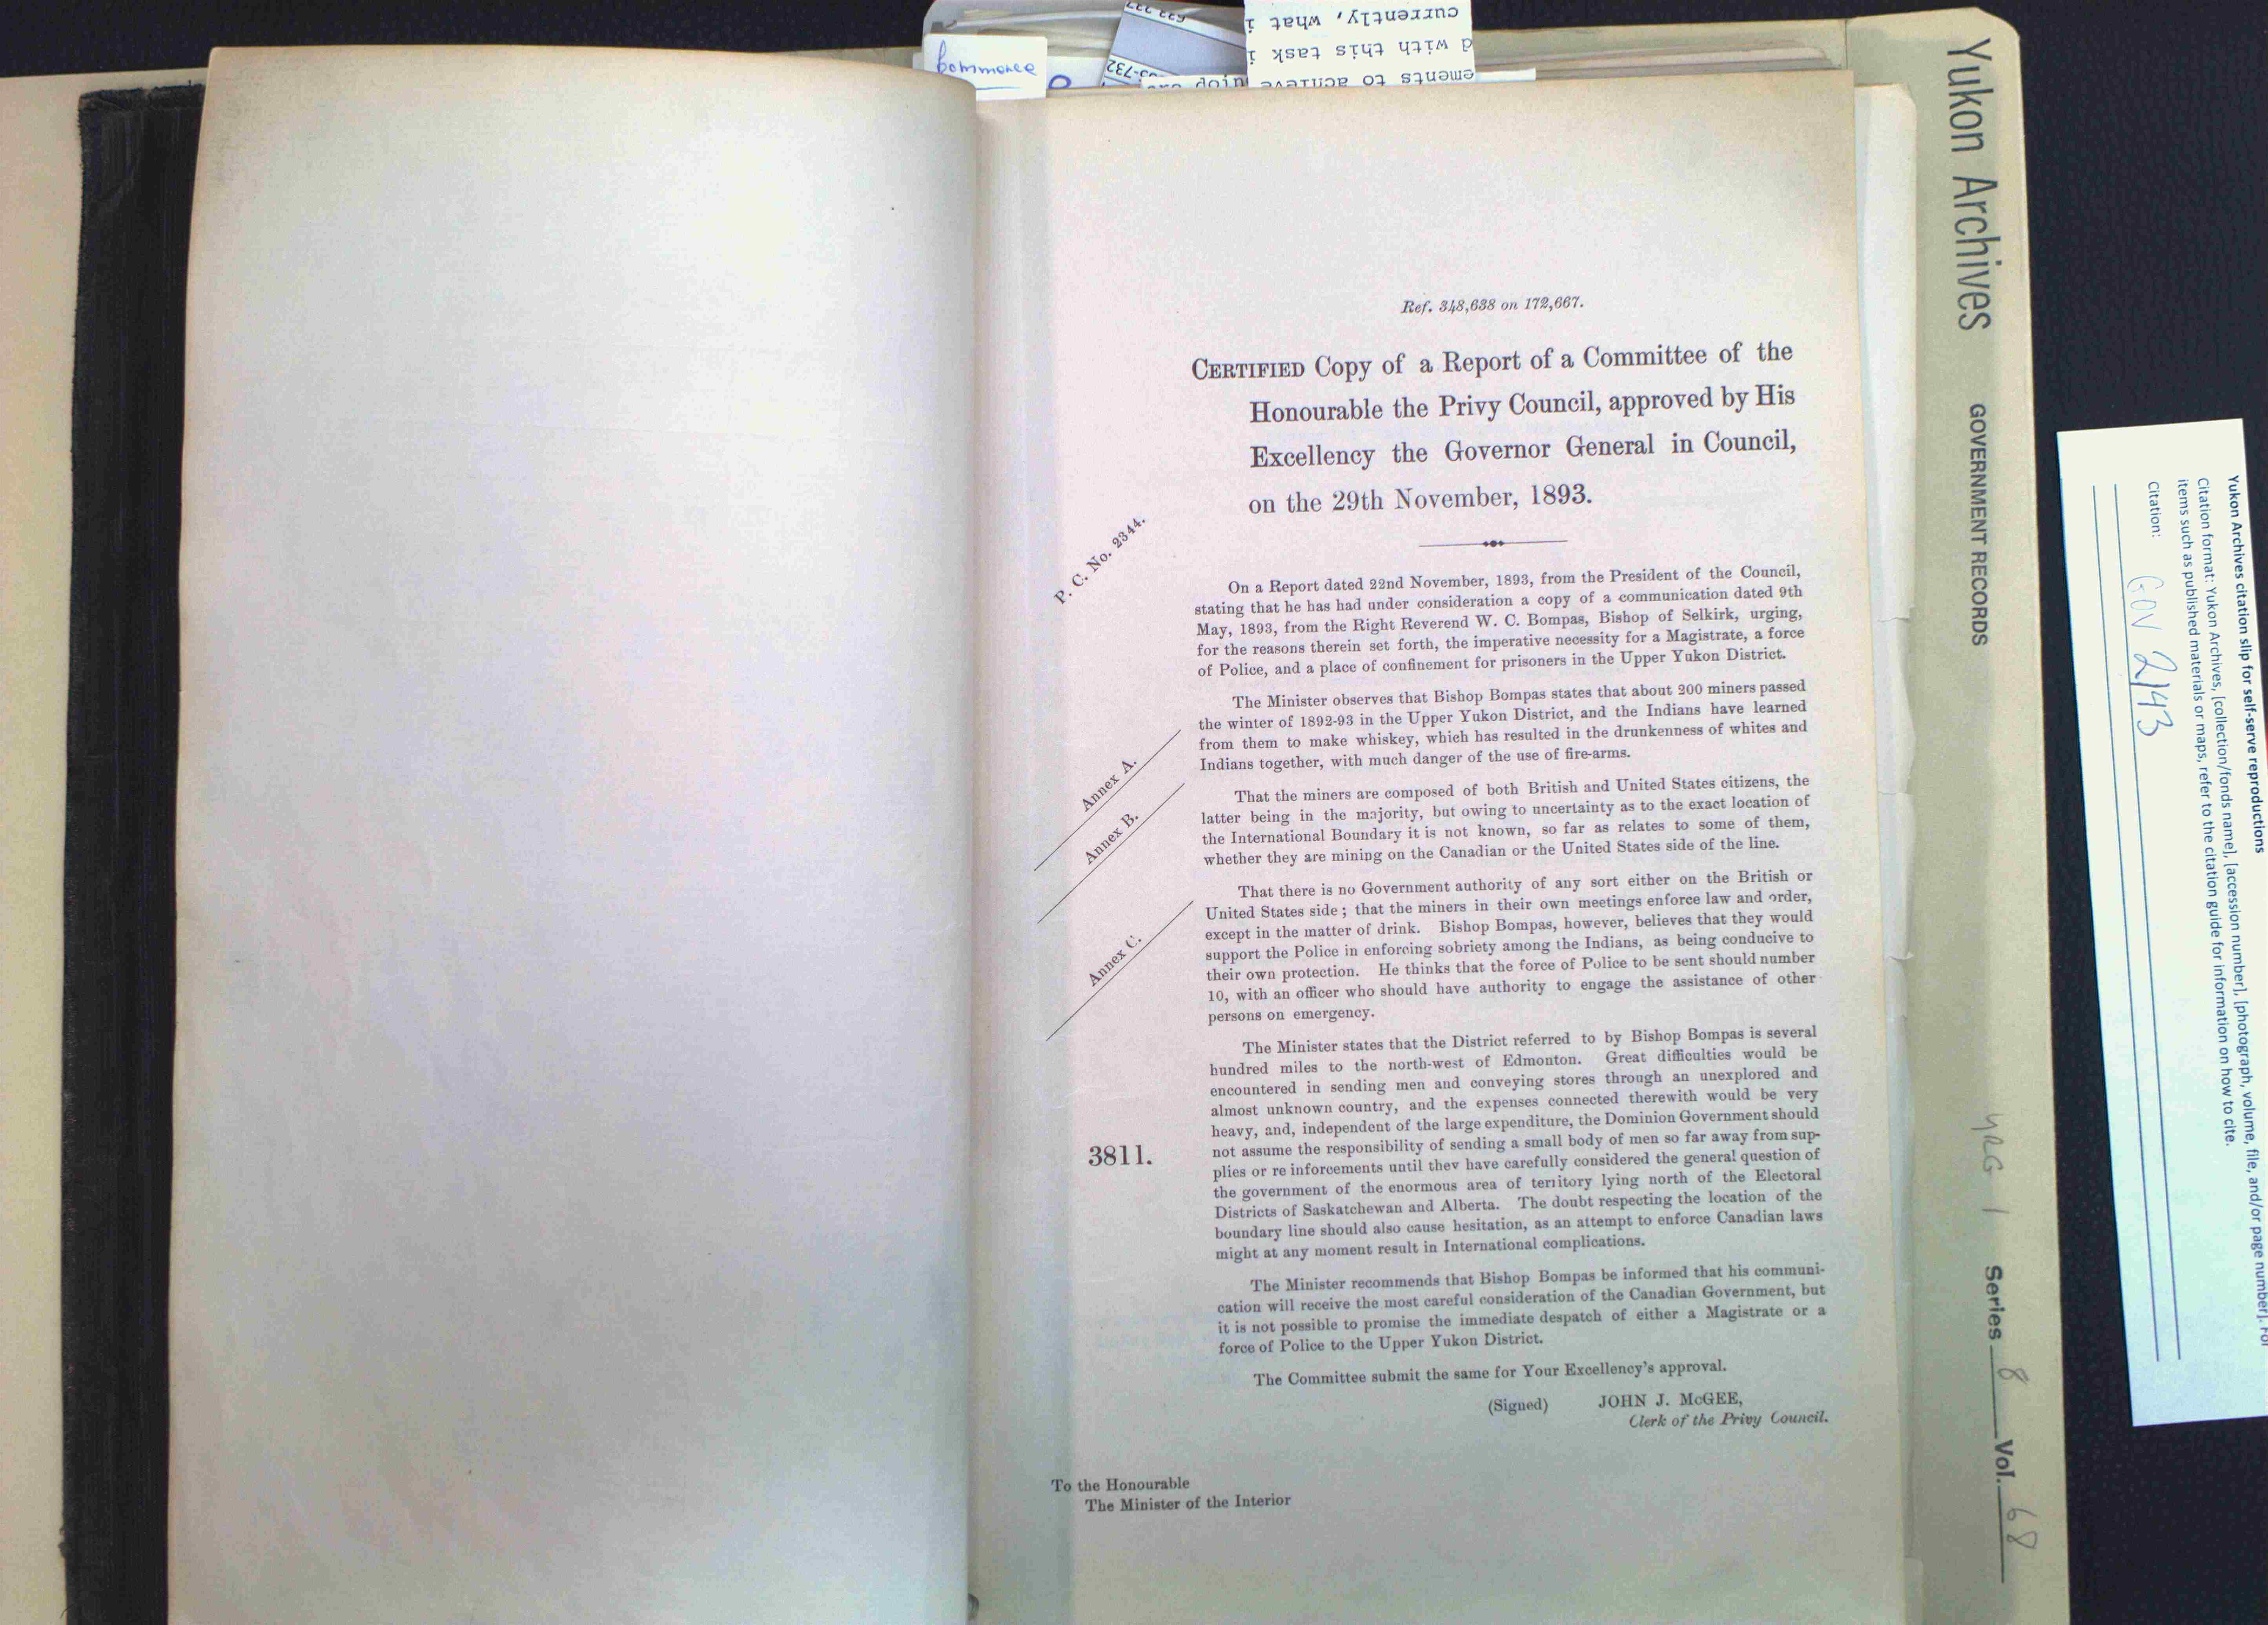 Commerce
currently, what i
d with this task i
ements to achieve
Ref. 348,638 on 172,667.
CERTIFIED Copy of a Report of a Committee of the
Honourable the Privy Council, approved by His
Excellency the Governor General in Council,
on the 29th November, 1893.
P. C. No. 2344.
On a Report dated 22nd November, 1893, from the President of the Council,
stating that he has had under consideration a copy of a communication dated 9th
May, 1893, from the Right Reverend W. C. Bompas, Bishop of Selkirk, urging,
for the reasons therein set forth, the imperative necessity for a Magistrate, a force
of Police, and a place of confinement for prisoners in the Upper Yukon District.
The Minister observes that Bishop Bompas states that about 200 miners passed
the winter of 1892-93 in the Upper Yukon District, and the Indians have learned
from them to make whiskey, which has resulted in the drunkenness of whites and
Indians together, with much danger of the use of fire-arms.
Annex A.
That the miners are composed of both British and United States citizens, the
latter being in the majority, but owing to uncertainty as to the exact location of
the International Boundary it is not known, so far as relates to some of them,
whether they are mining on the Canadian or the United States side of the line.
Annex B.
That there is no Government authority of any sort either on the British or
United States side ; that the miners in their own meetings enforce law and order,
except in the matter of drink. Bishop Bompas, however, believes that they would
support the Police in enforcing sobriety among the Indians, as being conducive to
their own protection. He thinks that the force of Police to be sent should number
10, with an officer who should have authority to engage the assistance of other
persons on emergency.
Annex C.
The Minister states that the District referred to by Bishop Bompas is several
hundred miles to the north-west of Edmonton. Great difficulties would be
encountered in sending men and conveying stores through an unexplored and
almost unknown country, and the expenses connected therewith would be very
heavy, and, independent of the large expenditure, the Dominion Government should
not assume the responsibility of sending a small body of men so far away from sup-
plies or re inforcements until they have carefully considered the general question of
the government of the enormous area of territory lying north of the Electoral
Districts of Saskatchewan and Alberta. The doubt respecting the location of the
boundary line should also cause hesitation, as an attempt to enforce Canadian laws
might at any moment result in International complications.
3811.
The Minister recommends that Bishop Bompas be informed that his communi-
cation will receive the most careful consideration of the Canadian Government, but
it is not possible to promise the immediate despatch of either a Magistrate or a
force of Police to the Upper Yukon District.
The Committee submit the same for Your Excellency's approval.
(Signed) JOHN J. McGEE,
Clerk of the Privy Council.
To the Honourable
The Minister of the Interior
Yukon Archives GOVERNMENT RECORDS YRG 1 Series 8 Vol. 68
Yukon Archives citation slip for self-serve reproductions
Citation format: Yukon Archives, [collection/fonds name], [accession number], [photograph, volume, file, and/or page number]. For
items such as published materials or maps, refer to the citation guide for information on how to cite.
Citation: GOV 2143